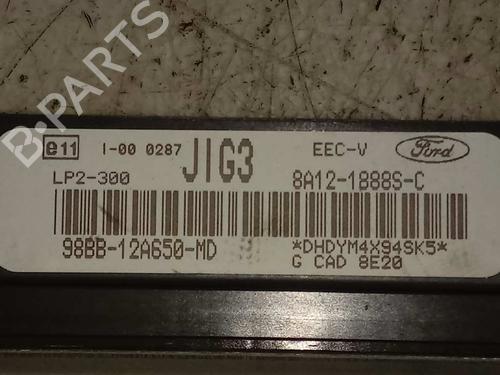 B-PARTS
e11 I-00 0287 JIG3 EEC-V Ford
LP2-300 8A12-1888S-C
98BB-12A650-MD *DHDYM4X94SK5*
G CAD 8E20